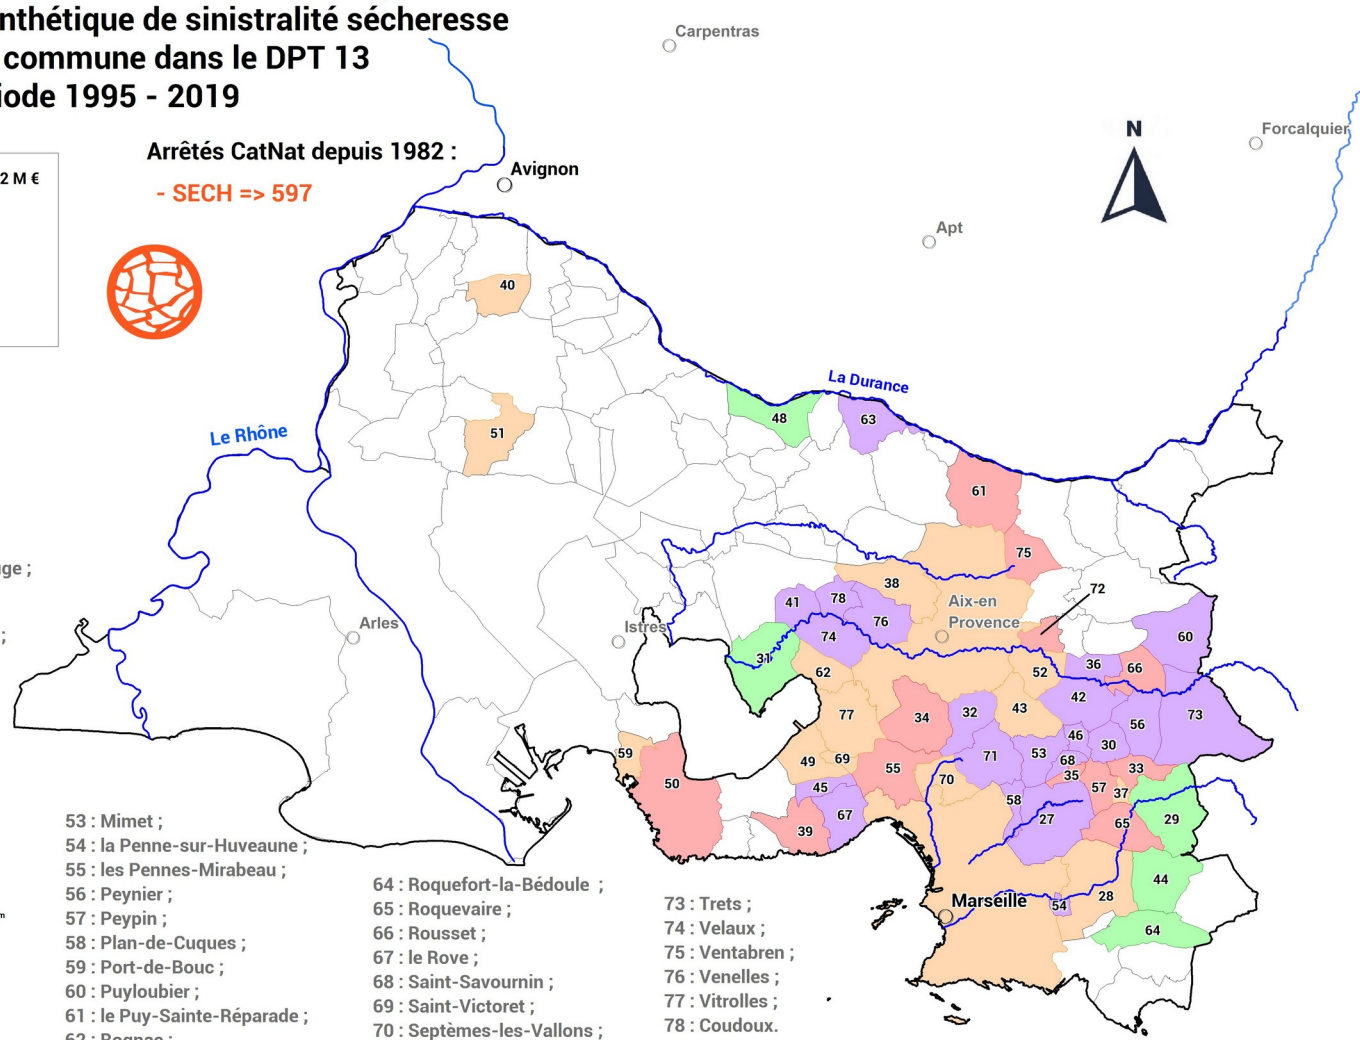 nthétique de sinistralité sécheresse
commune dans le DPT 13
iode 1995 - 2019
2 M €
Arrêtés CatNat depuis 1982 :
- SECH => 597
Carpentras
Forcalquier
N
Avignon
Apt
40
La Durance
48
63
51
Le Rhône
61
75
38
72
41
78
76
Aix-en
Provence
74
60
ge ;
;
Arles
Istres
31
62
52
36
66
42
77
34
32
43
56
73
46
30
59
49
69
71
53
68
50
55
70
35
33
57
37
45
58
39
67
27
65
29
44
28
54
Marseille
64
53 : Mimet ;
54 : la Penne-sur-Huveaune ;
55 : les Pennes-Mirabeau ;
56 : Peynier ;
57 : Peypin ;
58 : Plan-de-Cuques ;
59 : Port-de-Bouc ;
60 : Puyloubier ;
61 : le Puy-Sainte-Réparade ;
64 : Roquefort-la-Bédoule ;
65 : Roquevaire ;
66 : Rousset ;
67 : le Rove ;
68 : Saint-Savournin ;
69 : Saint-Victoret ;
70 : Septèmes-les-Vallons ;
73 : Trets ;
74 : Velaux ;
75 : Ventabren ;
76 : Venelles ;
77 : Vitrolles ;
78 : Coudoux.